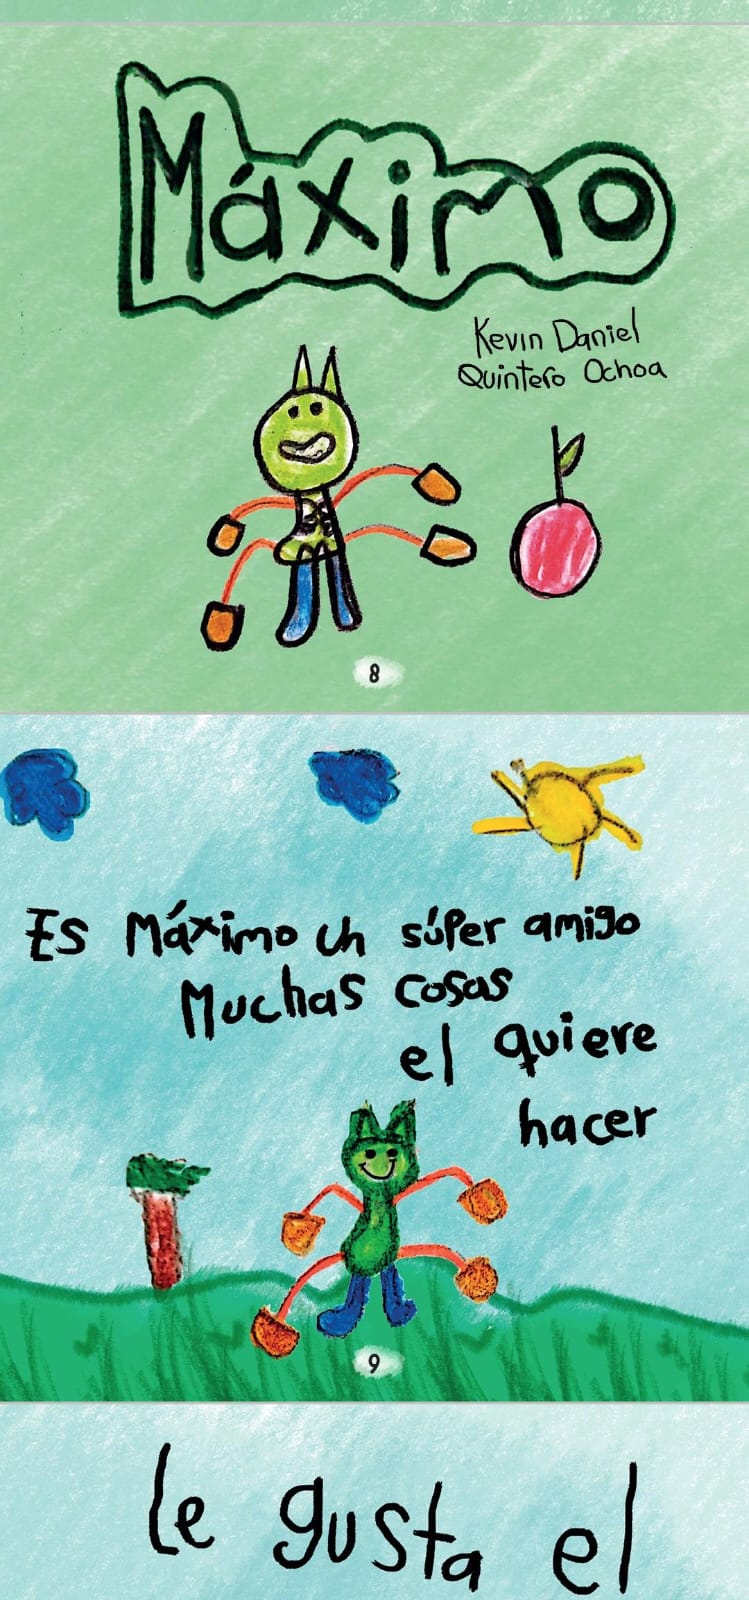 Máximo
Kevin Daniel
Quintero Ochoa
8
Es Máximo un súper amigo
Muchas cosas
el quiere
hacer
9
le gusta el